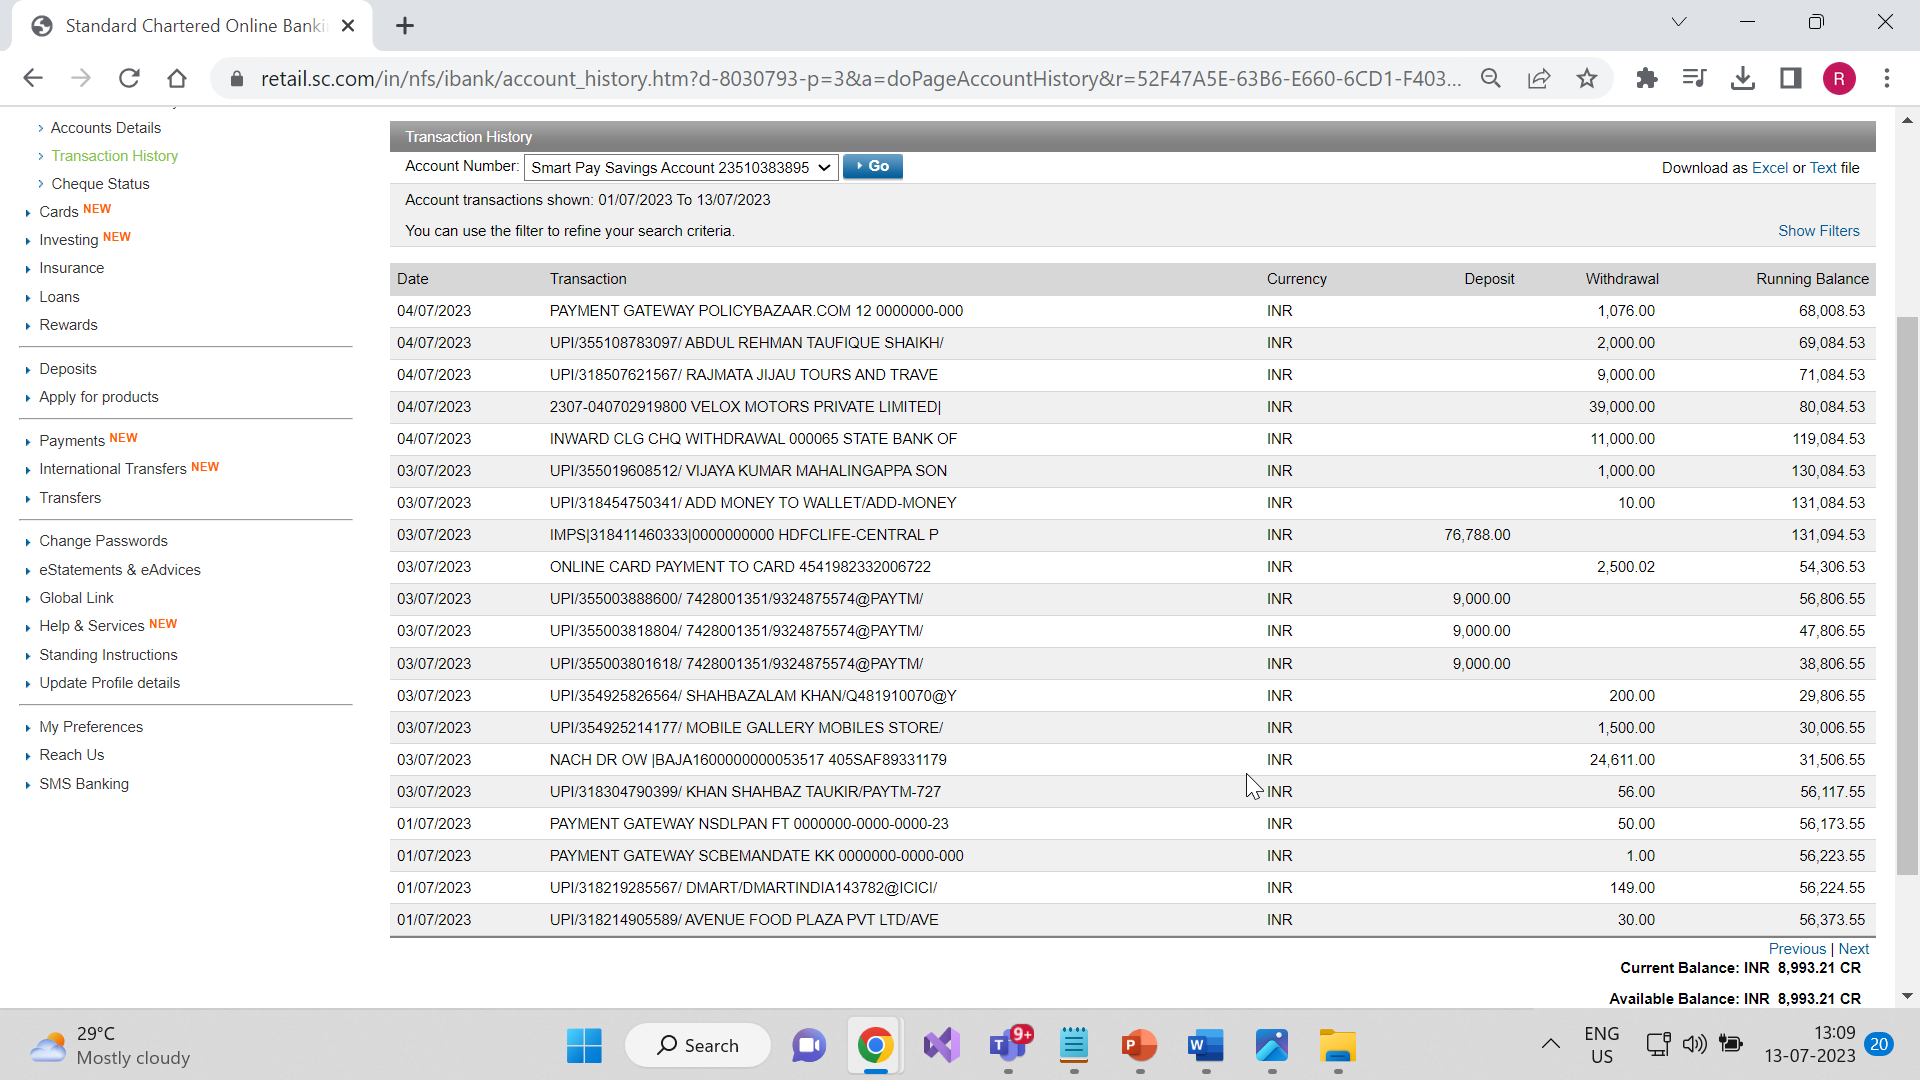 Standard Chartered Online Banki
retail.sc.com/in/nfs/ibank/account_history.htm?d-8030793-p=3&a=doPageAccountHistory&r=52F47A5E-63B6-E660-6CD1-F403...
R
> Accounts Details
> Transaction History
> Cheque Status
Cards NEW
Investing NEW
Insurance
Loans
Rewards
Deposits
Apply for products
Payments NEW
International Transfers NEW
Transfers
Change Passwords
eStatements & eAdvices
Global Link
Help & Services NEW
Standing Instructions
Update Profile details
My Preferences
Reach Us
SMS Banking
Transaction History
Account Number: Smart Pay Savings Account 23510383895 Go Download as Excel or Text file
Account transactions shown: 01/07/2023 To 13/07/2023
You can use the filter to refine your search criteria. Show Filters
Date Transaction Currency Deposit Withdrawal Running Balance
04/07/2023 PAYMENT GATEWAY POLICYBAZAAR.COM 12 0000000-000 INR 1,076.00 68,008.53
04/07/2023 UPI/355108783097/ ABDUL REHMAN TAUFIQUE SHAIKH/ INR 2,000.00 69,084.53
04/07/2023 UPI/318507621567/ RAJMATA JIJAU TOURS AND TRAVE INR 9,000.00 71,084.53
04/07/2023 2307-040702919800 VELOX MOTORS PRIVATE LIMITED| INR 39,000.00 80,084.53
04/07/2023 INWARD CLG CHQ WITHDRAWAL 000065 STATE BANK OF INR 11,000.00 119,084.53
03/07/2023 UPI/355019608512/ VIJAYA KUMAR MAHALINGAPPA SON INR 1,000.00 130,084.53
03/07/2023 UPI/318454750341/ ADD MONEY TO WALLET/ADD-MONEY INR 10.00 131,084.53
03/07/2023 IMPS|318411460333|0000000000 HDFCLIFE-CENTRAL P INR 76,788.00 131,094.53
03/07/2023 ONLINE CARD PAYMENT TO CARD 4541982332006722 INR 2,500.02 54,306.53
03/07/2023 UPI/355003888600/ 7428001351/9324875574@PAYTM/ INR 9,000.00 56,806.55
03/07/2023 UPI/355003818804/ 7428001351/9324875574@PAYTM/ INR 9,000.00 47,806.55
03/07/2023 UPI/355003801618/ 7428001351/9324875574@PAYTM/ INR 9,000.00 38,806.55
03/07/2023 UPI/354925826564/ SHAHBAZALAM KHAN/Q481910070@Y INR 200.00 29,806.55
03/07/2023 UPI/354925214177/ MOBILE GALLERY MOBILES STORE/ INR 1,500.00 30,006.55
03/07/2023 NACH DR OW |BAJA1600000000053517 405SAF89331179 INR 24,611.00 31,506.55
03/07/2023 UPI/318304790399/ KHAN SHAHBAZ TAUKIR/PAYTM-727 INR 56.00 56,117.55
01/07/2023 PAYMENT GATEWAY NSDLPAN FT 0000000-0000-0000-23 INR 50.00 56,173.55
01/07/2023 PAYMENT GATEWAY SCBEMANDATE KK 0000000-0000-000 INR 1.00 56,223.55
01/07/2023 UPI/318219285567/ DMART/DMARTINDIA143782@ICICI/ INR 149.00 56,224.55
01/07/2023 UPI/318214905589/ AVENUE FOOD PLAZA PVT LTD/AVE INR 30.00 56,373.55
Previous | Next
Current Balance: INR 8,993.21 CR
Available Balance: INR 8,993.21 CR
29°C
Mostly cloudy
Search
9+
ENG
US
13:09
13-07-2023
20